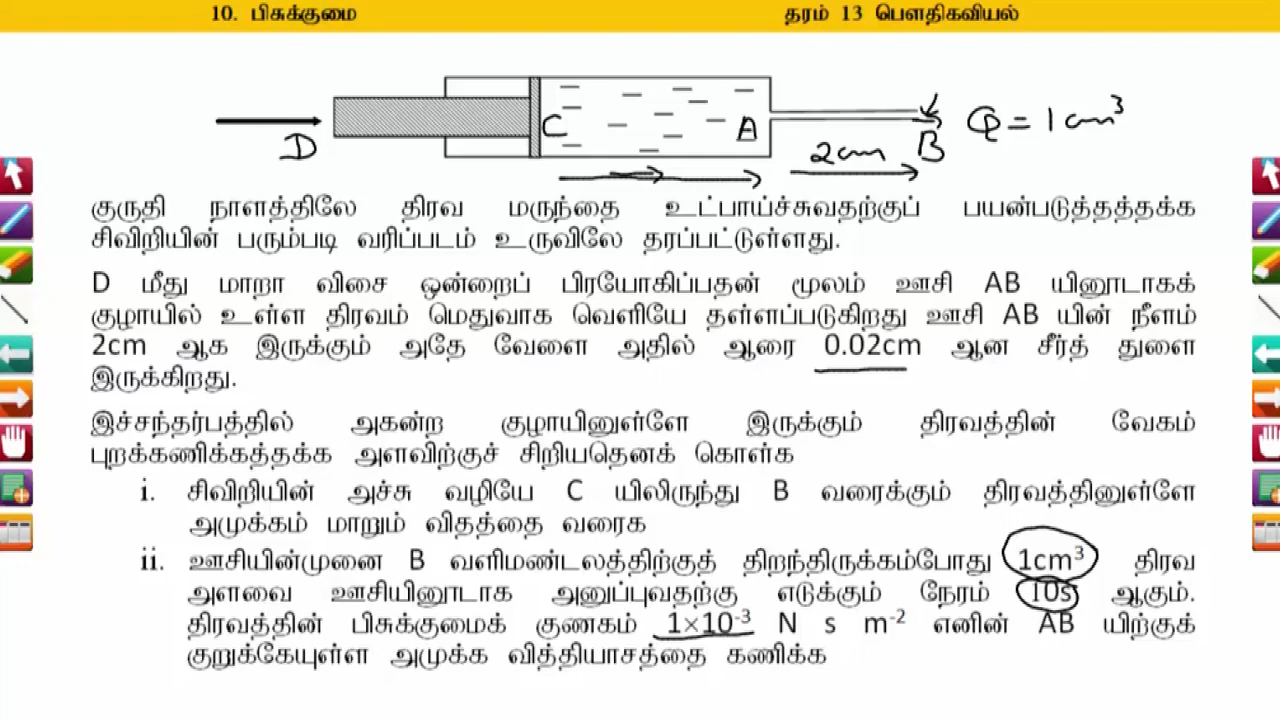 10. பிசுக்குமை
தரம் 13 பௌதிகவியல்
D
C
A
2cm
B
Q = 1cm³
குருதி நாளத்திலே திரவ மருந்தை உட்பாய்ச்சுவதற்குப் பயன்படுத்தத்தக்க
சிவிறியின் பரும்படி வரிப்படம் உருவிலே தரப்பட்டுள்ளது.
D மீது மாறா விசை ஒன்றைப் பிரயோகிப்பதன் மூலம் ஊசி AB யினூடாகக்
குழாயில் உள்ள திரவம் மெதுவாக வெளியே தள்ளப்படுகிறது ஊசி AB யின் நீளம்
2cm ஆக இருக்கும் அதே வேளை அதில் ஆரை 0.02cm ஆன சீர்த் துளை
இருக்கிறது.
இச்சந்தர்பத்தில் அகன்ற குழாயினுள்ளே இருக்கும் திரவத்தின் வேகம்
புறக்கணிக்கத்தக்க அளவிற்குச் சிறியதெனக் கொள்க
i. சிவிறியின் அச்சு வழியே C யிலிருந்து B வரைக்கும் திரவத்தினுள்ளே
அமுக்கம் மாறும் விதத்தை வரைக
ii. ஊசியின்முனை B வளிமண்டலத்திற்குத் திறந்திருக்கம்போது 1cm³ திரவ
அளவை ஊசியினூடாக அனுப்புவதற்கு எடுக்கும் நேரம் 10s ஆகும்.
திரவத்தின் பிசுக்குமைக் குணகம் 1×10⁻³ N s m⁻² எனின் AB யிற்குக்
குறுக்கேயுள்ள அமுக்க வித்தியாசத்தை கணிக்க